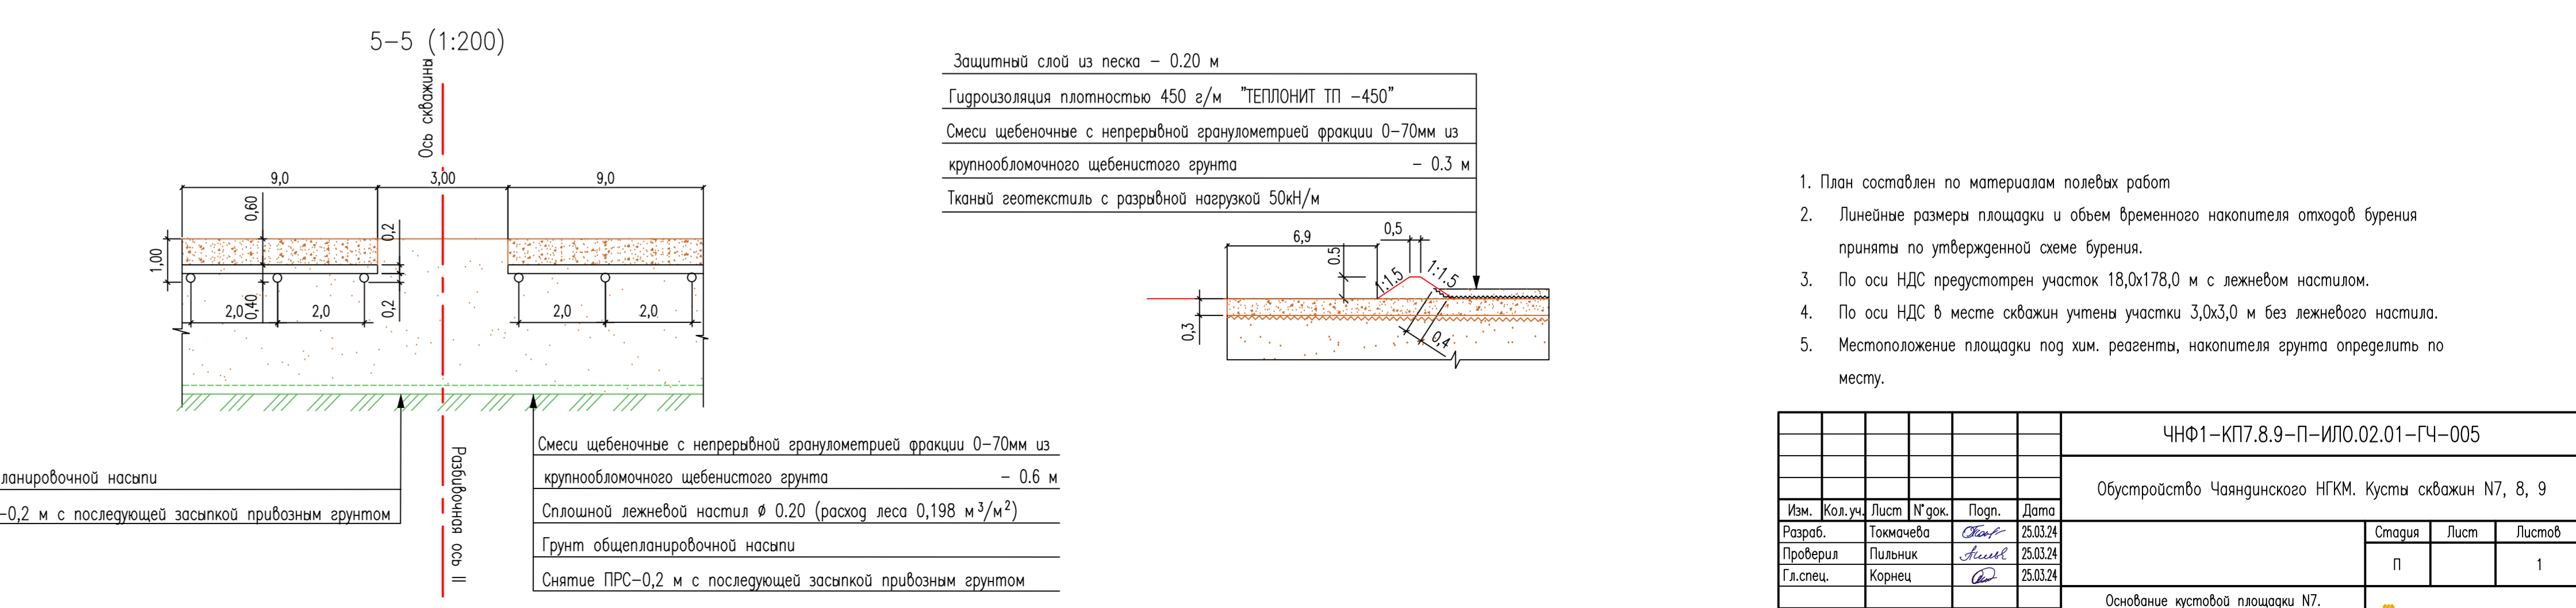 5-5 (1:200)
Ось скважины
9,0
3,00
9,0
0,60
0,2
1,00
2,0
0,40
2,0
0,2
2,0
2,0
Разбивочная ось II
ланировочной насыпи
-0,2 м с последующей засыпкой привозным грунтом
Смеси щебеночные с непрерывной гранулометрией фракции 0-70мм из
крупнообломочного щебенистого грунта - 0.6 м
Сплошной лежневой настил ϕ 0.20 (расход леса 0,198 м³/м²)
Грунт общепланировочной насыпи
Снятие ПРС-0,2 м с последующей засыпкой привозным грунтом
Защитный слой из песка - 0.20 м
Гидроизоляция плотностью 450 г/м "ТЕПЛОНИТ ТП -450"
Смеси щебеночные с непрерывной гранулометрией фракции 0-70мм из
крупнообломочного щебенистого грунта - 0.3 м
Тканый геотекстиль с разрывной нагрузкой 50кН/м
6,9
0,5
0.5
1:1.5
1:1.5
0,3
0,4
1. План составлен по материалам полевых работ
2. Линейные размеры площадки и объем временного накопителя отходов бурения
приняты по утвержденной схеме бурения.
3. По оси НДС предустотрен участок 18,0х178,0 м с лежневом настилом.
4. По оси НДС в месте скважин учтены участки 3,0х3,0 м без лежневого настила.
5. Местоположение площадки под хим. реагенты, накопителя грунта определить по
месту.
ЧНФ1-КП7.8.9-П-ИЛО.02.01-ГЧ-005
Обустройство Чаяндинского НГКМ. Кусты скважин N7, 8, 9
Изм. Кол.уч. Лист N°док. Подп. Дата
Разраб. Токмачева 25.03.24
Проверил Пильник 25.03.24
Гл.спец. Корнец 25.03.24
Стадия Лист Листов
П 1
Основание кустовой площадки N7.